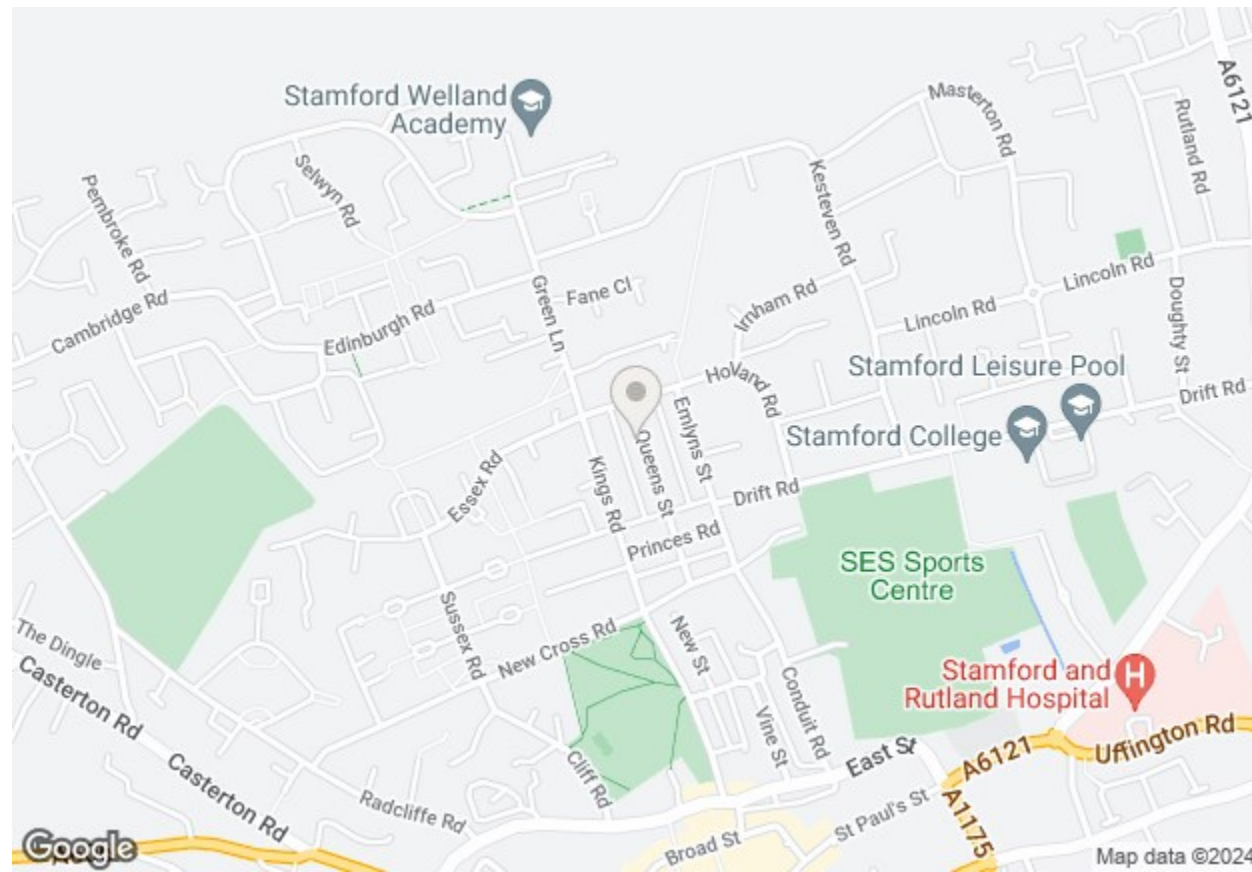 Stamford Welland
Academy
Masterton Rd
A6121
Rutland Rd
Selwyn Rd
Pembroke Rd
Kesteven Rd
Lincoln Rd
Green Ln
Fane Cl
Irnham Rd
Lincoln Rd
Doughty St
Cambridge Rd
Edinburgh Rd
Stamford Leisure Pool
Holland Rd
Drift Rd
Emlyns St
Stamford College
Queens St
Essex Rd
Kings Rd
Drift Rd
Princes Rd
SES Sports
Centre
Sussex Rd
The Dingle
New Cross Rd
New St
Stamford and
Rutland Hospital
H
Casterton Rd
Conduit Rd
Vine St
Uffington Rd
East St
A6121
Casterton Rd
Cliff Rd
Radcliffe Rd
St Paul's St
A1175
Broad St
Google
Map data ©2024